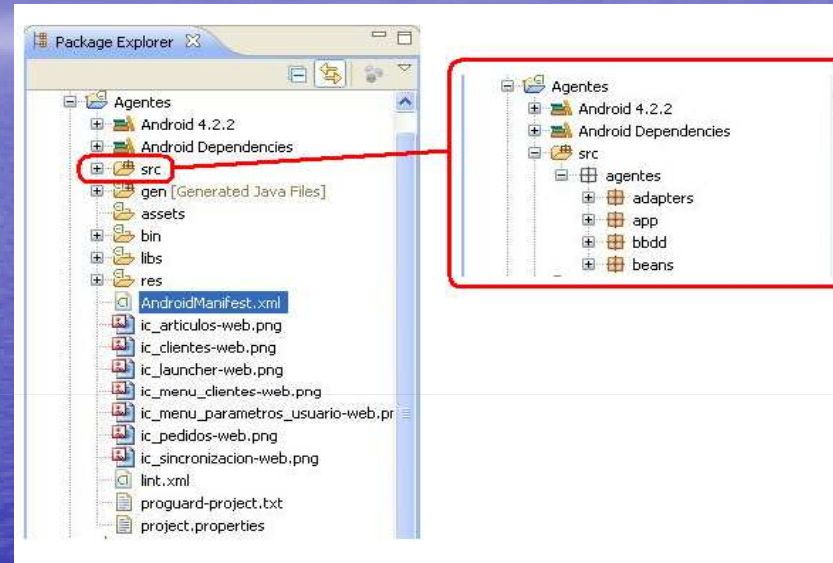 Package Explorer
Agentes
Android 4.2.2
Android Dependencies
src
gen [Generated Java Files]
assets
bin
libs
res
AndroidManifest.xml
ic_articulos-web.png
ic_clientes-web.png
ic_launcher-web.png
ic_menu_clientes-web.png
ic_menu_parametros_usuario-web.pr
ic_pedidos-web.png
ic_sincronizacion-web.png
lint.xml
proguard-project.txt
project.properties
Agentes
Android 4.2.2
Android Dependencies
src
agentes
adapters
app
bbdd
beans